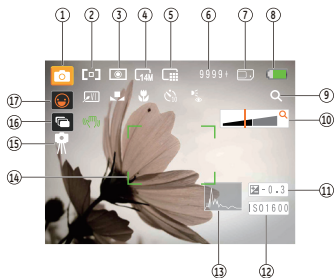 ① ② ③ ④ ⑤ ⑥ ⑦ ⑧
14M 9999+
⑰ ⑨
⑯ ⑩
⑮
⑭
-0.3 ⑪
ISO1600
⑬ ⑫